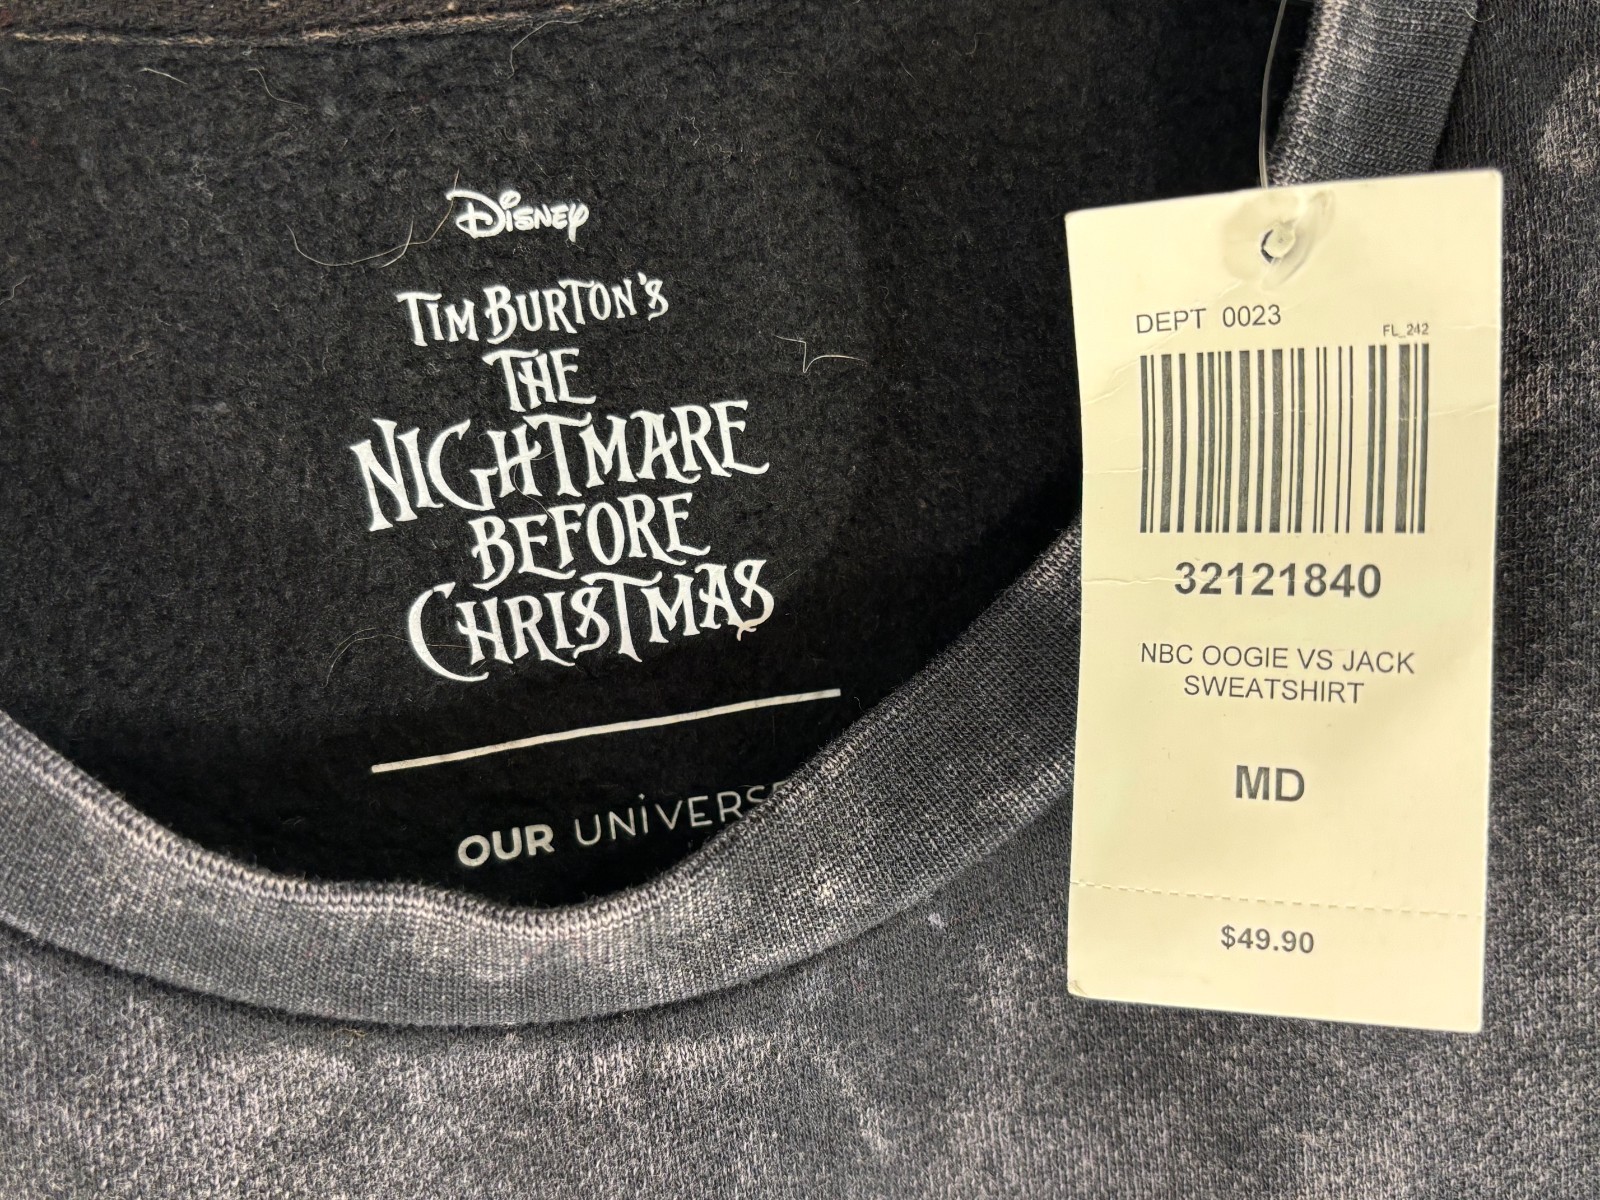 Disney
TIM BURTON'S
THE
NIGHTMARE
BEFORE
CHRISTMAS
OUR
DEPT 0023
FL_242
32121840
NBC OOGIE VS JACK
SWEATSHIRT
MD
$49.90